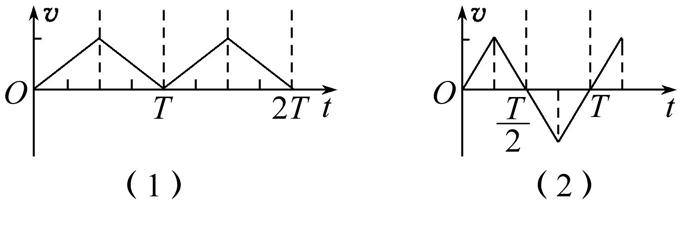 v
O T 2T t
(1)
v
O T/2 T t
(2)